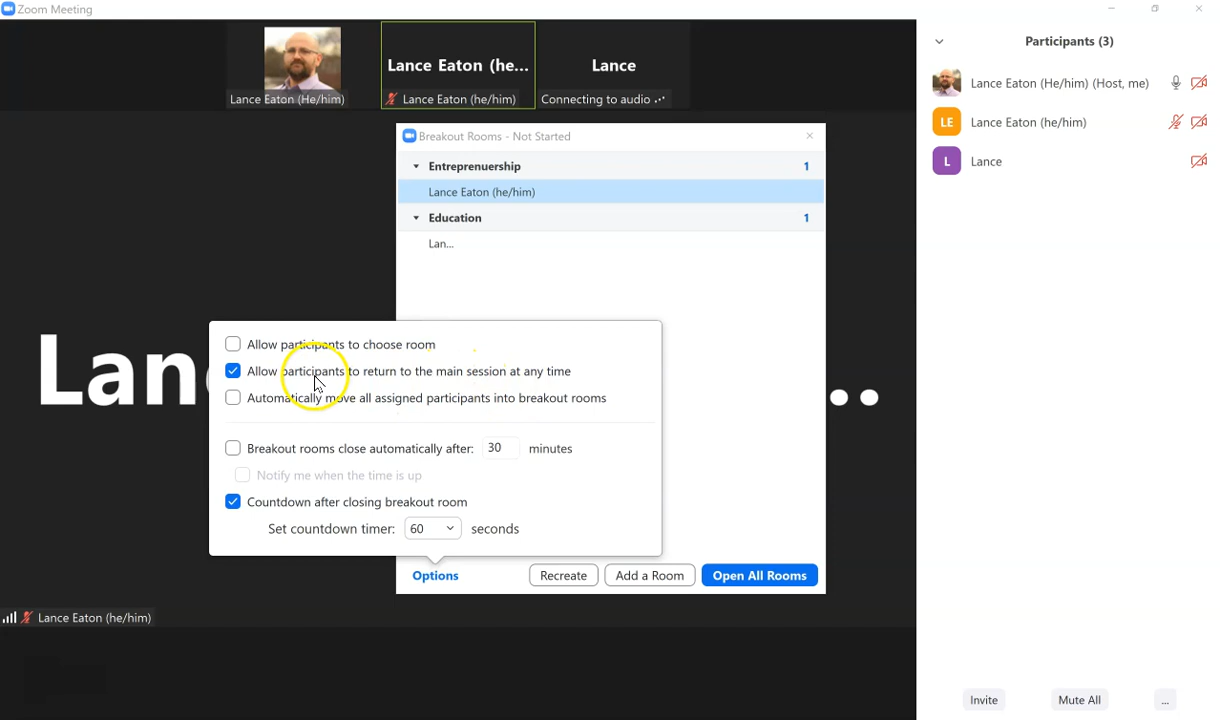 Zoom Meeting
Lance Eaton (He/him)
Lance Eaton (he...
Lance Eaton (he/him)
Lance
Connecting to audio
Participants (3)
Lance Eaton (He/him) (Host, me)
LE Lance Eaton (he/him)
L Lance
Breakout Rooms - Not Started
Entreprenuership 1
Lance Eaton (he/him)
Education 1
Lan...
Lan ...
Allow participants to choose room
Allow participants to return to the main session at any time
Automatically move all assigned participants into breakout rooms
Breakout rooms close automatically after: 30 minutes
Notify me when the time is up
Countdown after closing breakout room
Set countdown timer: 60 seconds
Options Recreate Add a Room Open All Rooms
Lance Eaton (he/him)
Invite Mute All ...